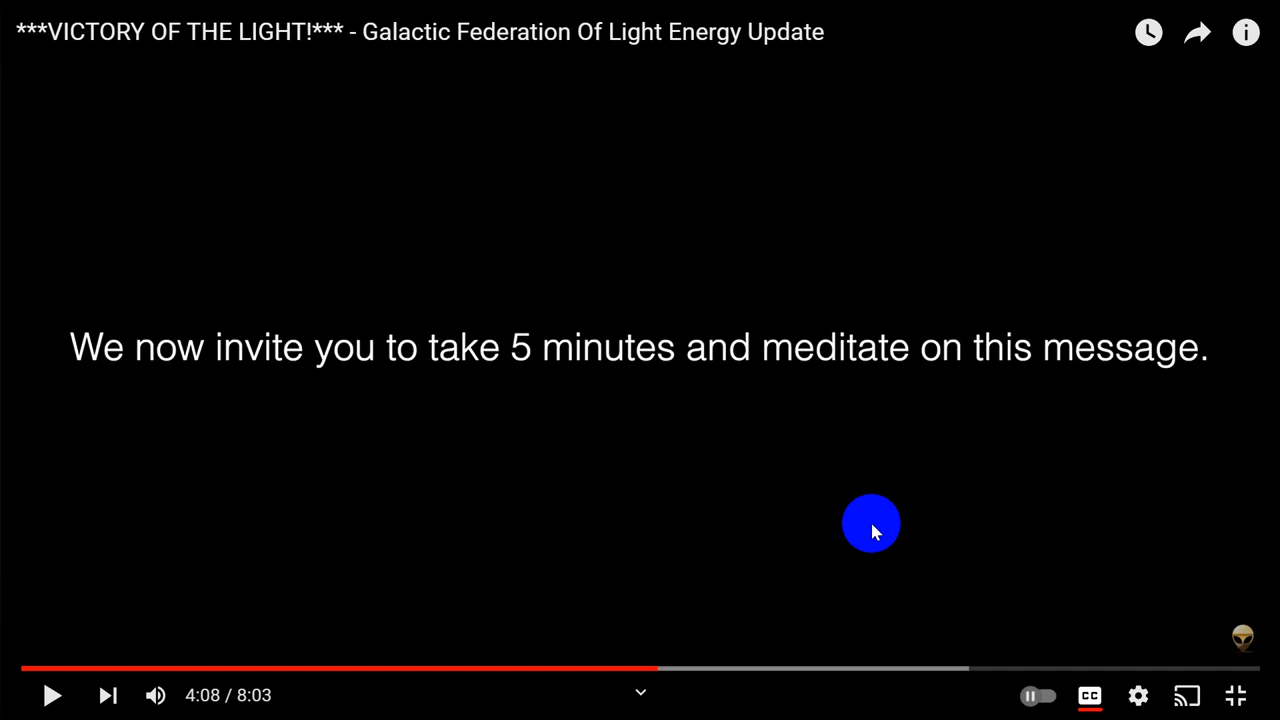 ***VICTORY OF THE LIGHT!*** - Galactic Federation Of Light Energy Update
We now invite you to take 5 minutes and meditate on this message.
4:08 / 8:03
CC